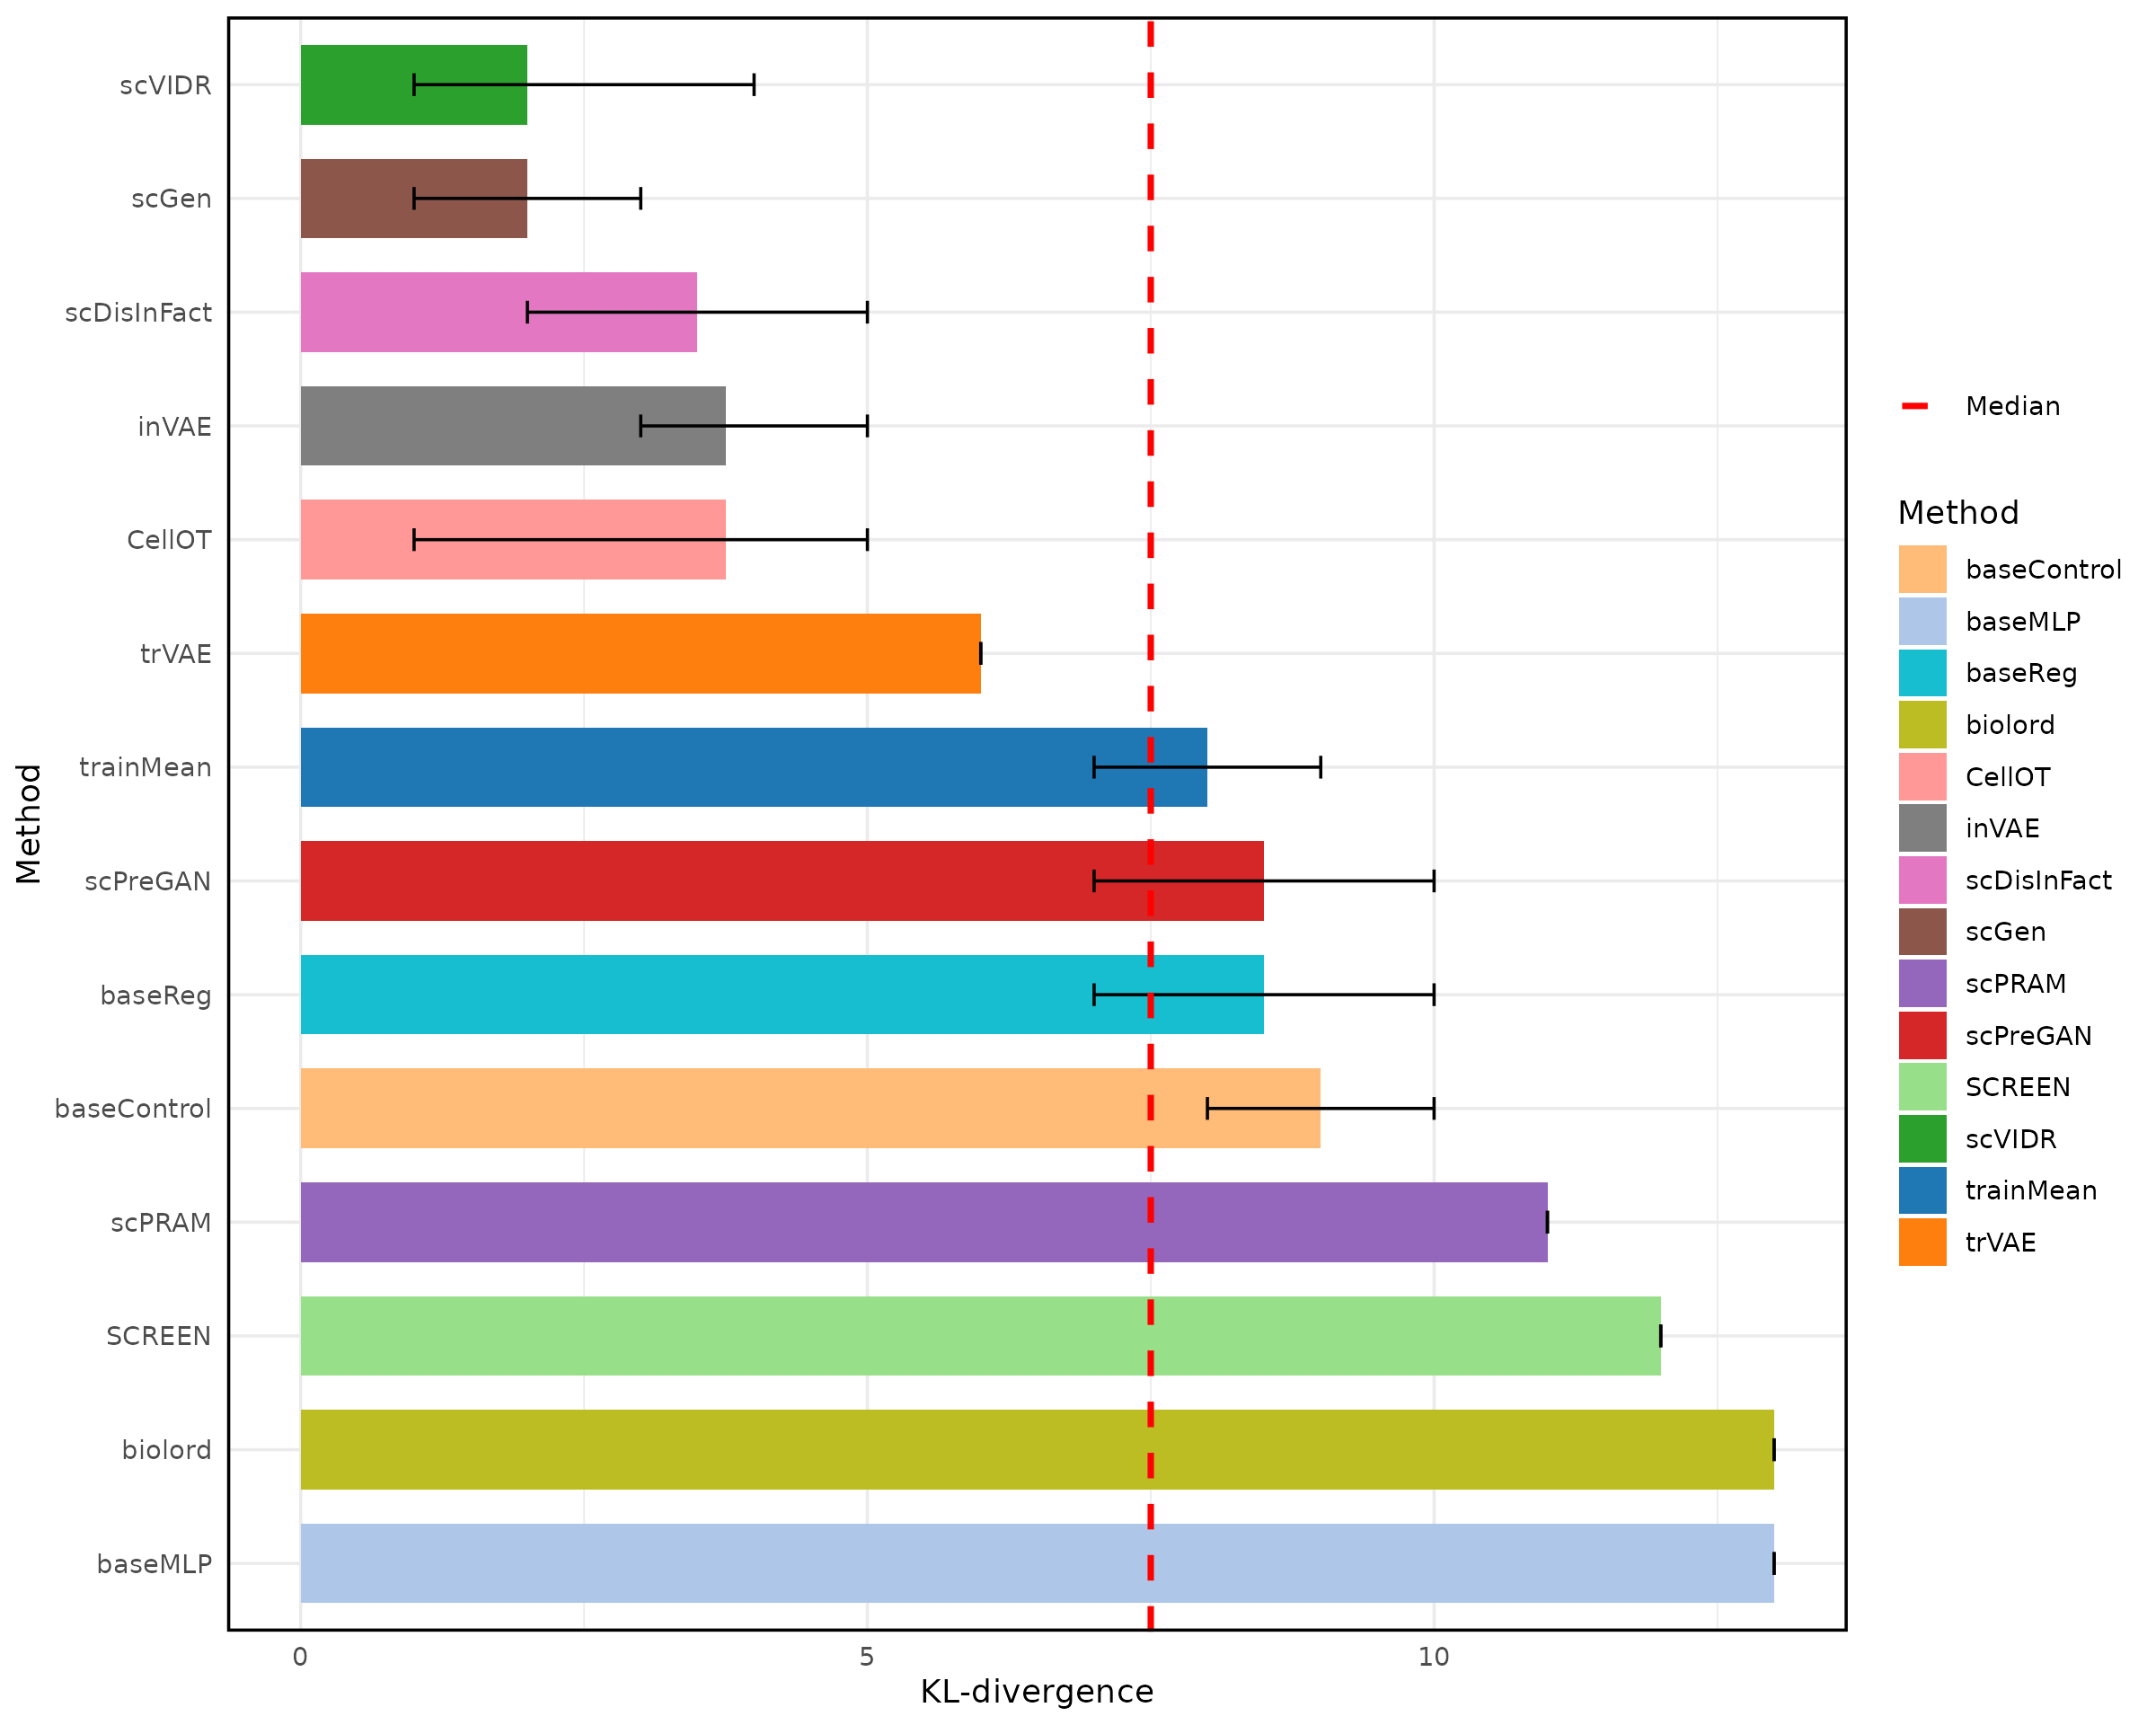 scVIDR
scGen
scDisInFact
inVAE
CellOT
trVAE
trainMean
scPreGAN
baseReg
baseControl
scPRAM
SCREEN
biolord
baseMLP
Method
0 5 10
KL-divergence
Median
Method
baseControl
baseMLP
baseReg
biolord
CellOT
inVAE
scDisInFact
scGen
scPRAM
scPreGAN
SCREEN
scVIDR
trainMean
trVAE